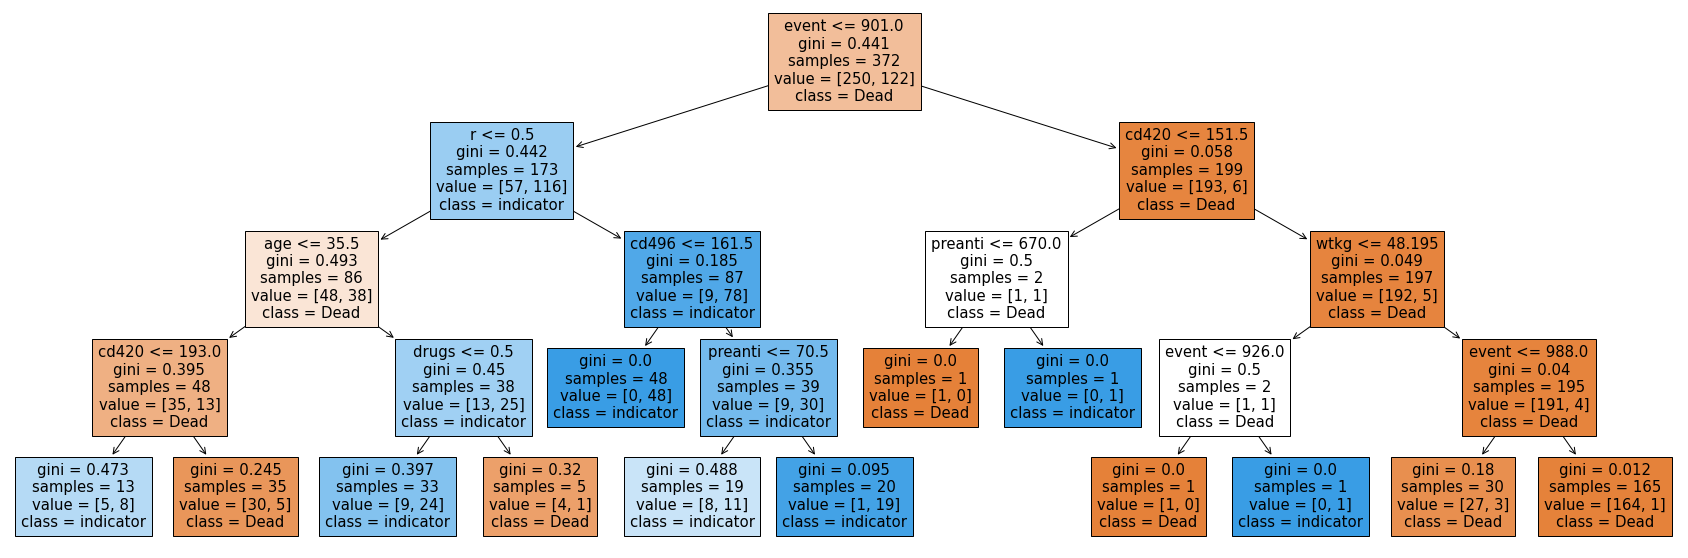 event <= 901.0
gini = 0.441
samples = 372
value = [250, 122]
class = Dead
r <= 0.5
gini = 0.442
samples = 173
value = [57, 116]
class = indicator
cd420 <= 151.5
gini = 0.058
samples = 199
value = [193, 6]
class = Dead
age <= 35.5
gini = 0.493
samples = 86
value = [48, 38]
class = Dead
cd496 <= 161.5
gini = 0.185
samples = 87
value = [9, 78]
class = indicator
preanti <= 670.0
gini = 0.5
samples = 2
value = [1, 1]
class = Dead
wtkg <= 48.195
gini = 0.049
samples = 197
value = [192, 5]
class = Dead
cd420 <= 193.0
gini = 0.395
samples = 48
value = [35, 13]
class = Dead
drugs <= 0.5
gini = 0.45
samples = 38
value = [13, 25]
class = indicator
gini = 0.0
samples = 48
value = [0, 48]
class = indicator
preanti <= 70.5
gini = 0.355
samples = 39
value = [9, 30]
class = indicator
gini = 0.0
samples = 1
value = [1, 0]
class = Dead
gini = 0.0
samples = 1
value = [0, 1]
class = indicator
event <= 926.0
gini = 0.5
samples = 2
value = [1, 1]
class = Dead
event <= 988.0
gini = 0.04
samples = 195
value = [191, 4]
class = Dead
gini = 0.473
samples = 13
value = [5, 8]
class = indicator
gini = 0.245
samples = 35
value = [30, 5]
class = Dead
gini = 0.397
samples = 33
value = [9, 24]
class = indicator
gini = 0.32
samples = 5
value = [4, 1]
class = Dead
gini = 0.488
samples = 19
value = [8, 11]
class = indicator
gini = 0.095
samples = 20
value = [1, 19]
class = indicator
gini = 0.0
samples = 1
value = [1, 0]
class = Dead
gini = 0.0
samples = 1
value = [0, 1]
class = indicator
gini = 0.18
samples = 30
value = [27, 3]
class = Dead
gini = 0.012
samples = 165
value = [164, 1]
class = Dead